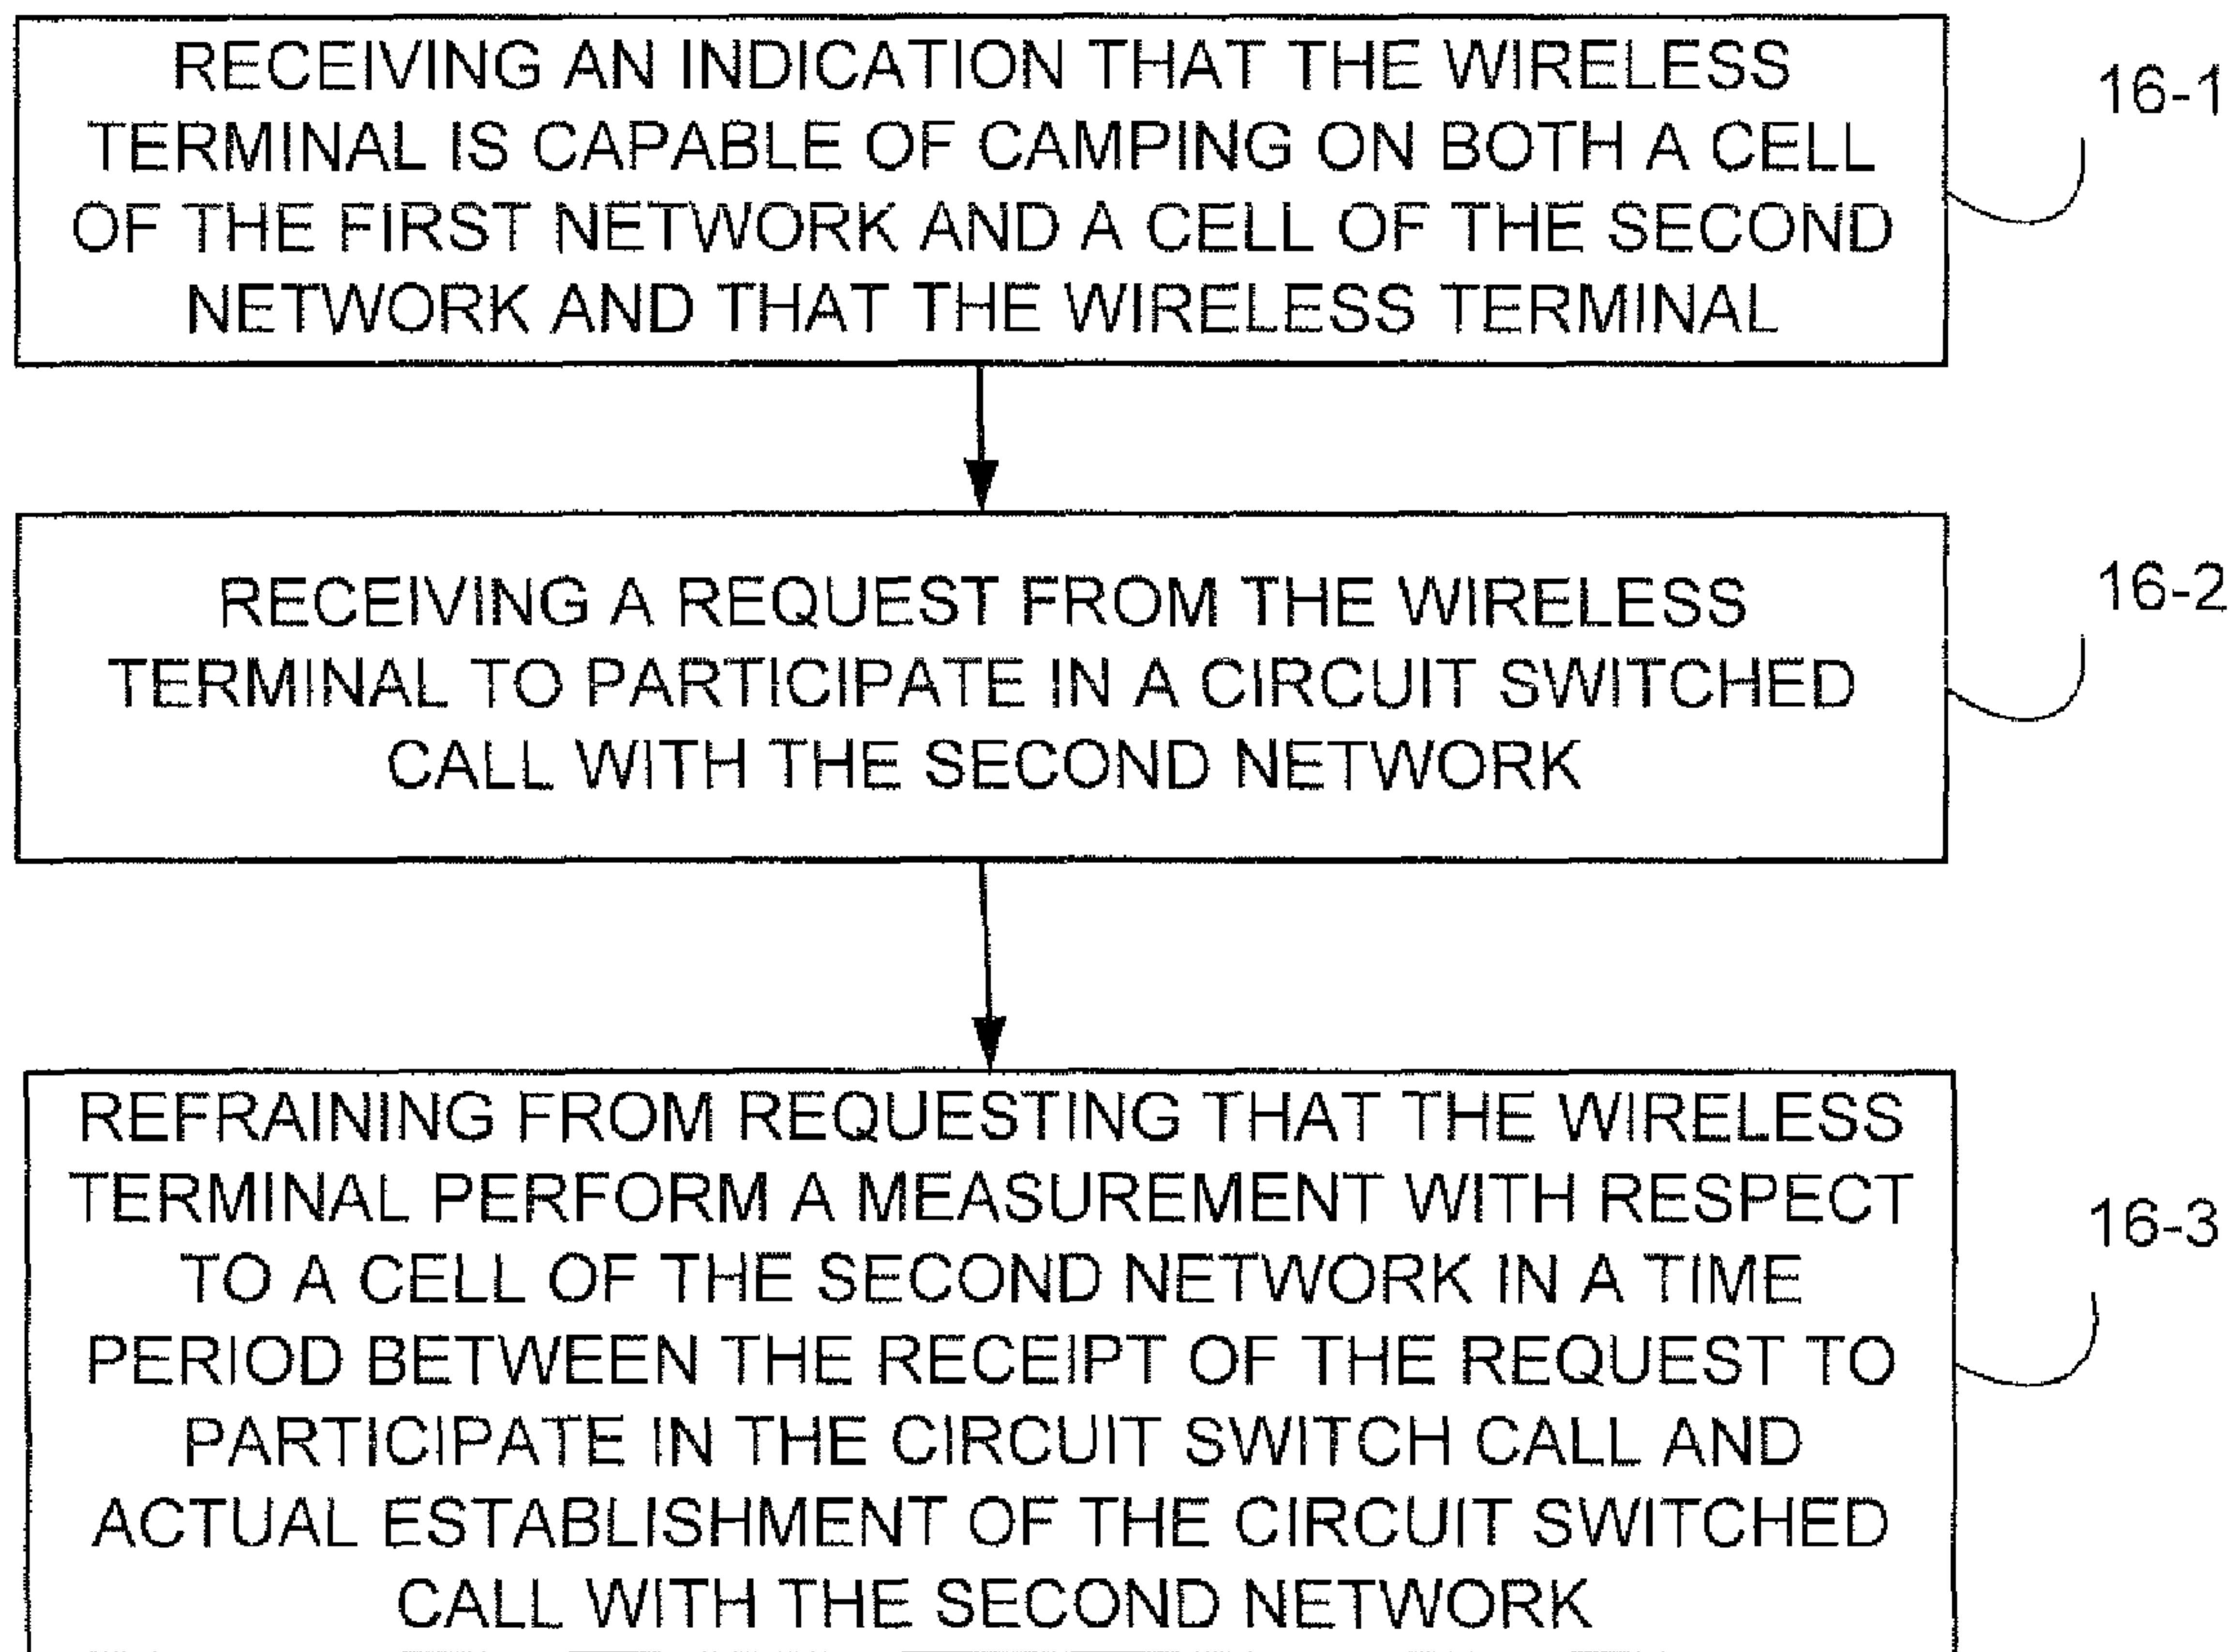 RECEIVING AN INDICATION THAT THE WIRELESS
TERMINAL IS CAPABLE OF CAMPING ON BOTH A CELL
OF THE FIRST NETWORK AND A CELL OF THE SECOND
NETWORK AND THAT THE WIRELESS TERMINAL
16-1
RECEIVING A REQUEST FROM THE WIRELESS
TERMINAL TO PARTICIPATE IN A CIRCUIT SWITCHED
CALL WITH THE SECOND NETWORK
16-2
REFRAINING FROM REQUESTING THAT THE WIRELESS
TERMINAL PERFORM A MEASUREMENT WITH RESPECT
TO A CELL OF THE SECOND NETWORK IN A TIME
PERIOD BETWEEN THE RECEIPT OF THE REQUEST TO
PARTICIPATE IN THE CIRCUIT SWITCH CALL AND
ACTUAL ESTABLISHMENT OF THE CIRCUIT SWITCHED
CALL WITH THE SECOND NETWORK
16-3